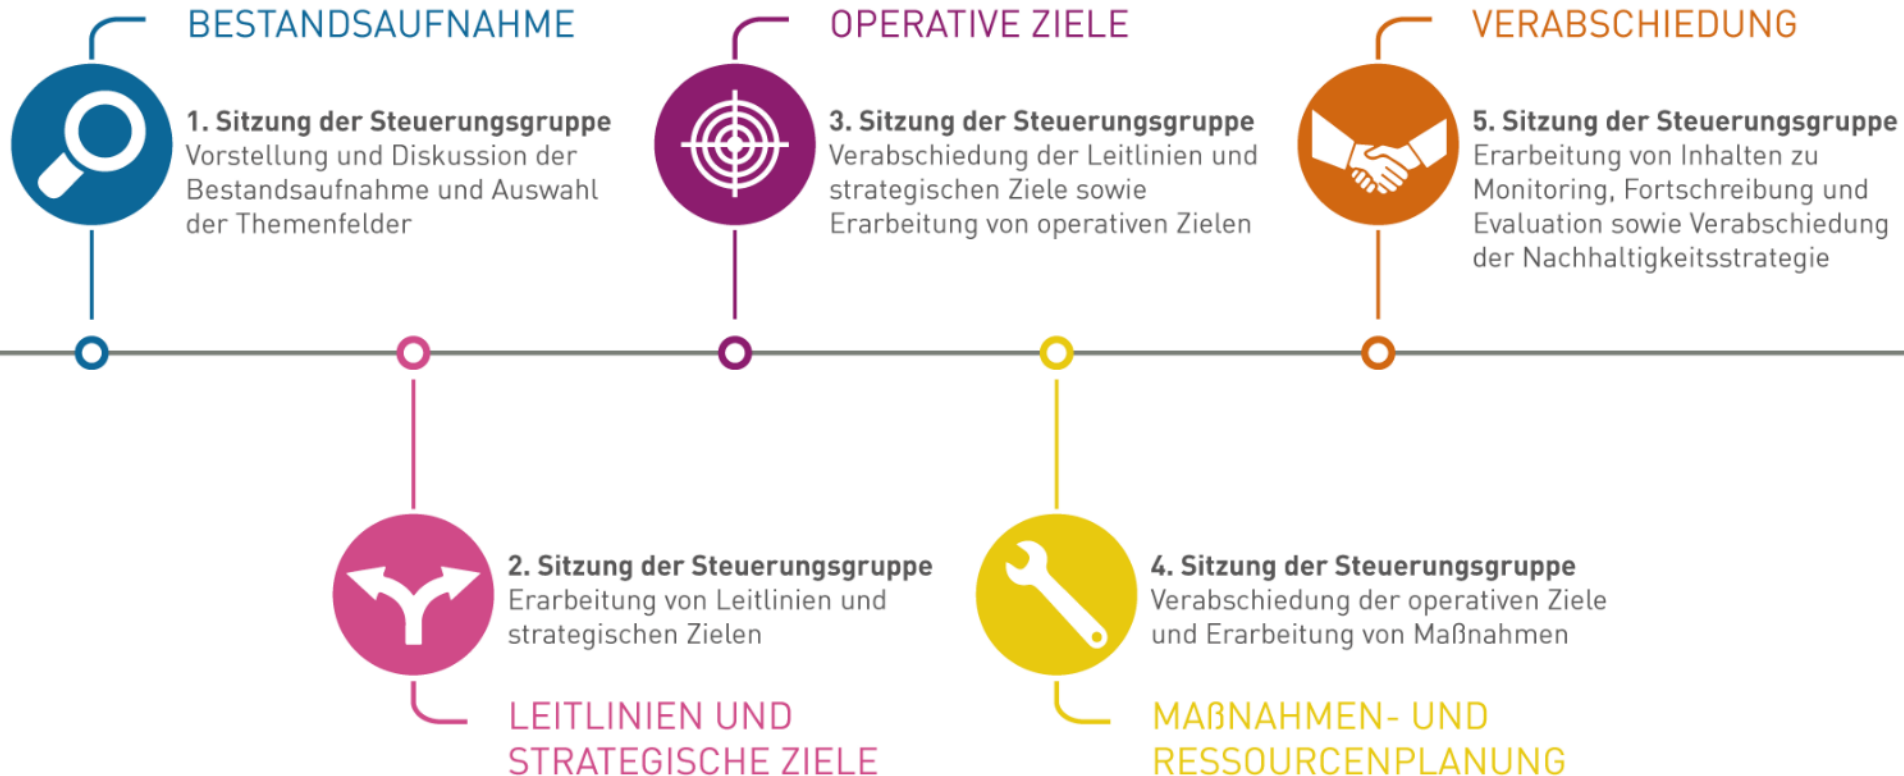 BESTANDSAUFNAHME
1. Sitzung der Steuerungsgruppe
Vorstellung und Diskussion der
Bestandsaufnahme und Auswahl
der Themenfelder
2. Sitzung der Steuerungsgruppe
Erarbeitung von Leitlinien und
strategischen Zielen
LEITLINIEN UND
STRATEGISCHE ZIELE
OPERATIVE ZIELE
3. Sitzung der Steuerungsgruppe
Verabschiedung der Leitlinien und
strategischen Ziele sowie
Erarbeitung von operativen Zielen
4. Sitzung der Steuerungsgruppe
Verabschiedung der operativen Ziele
und Erarbeitung von Maßnahmen
MAßNAHMEN- UND
RESSOURCENPLANUNG
VERABSCHIEDUNG
5. Sitzung der Steuerungsgruppe
Erarbeitung von Inhalten zu
Monitoring, Fortschreibung und
Evaluation sowie Verabschiedung
der Nachhaltigkeitsstrategie